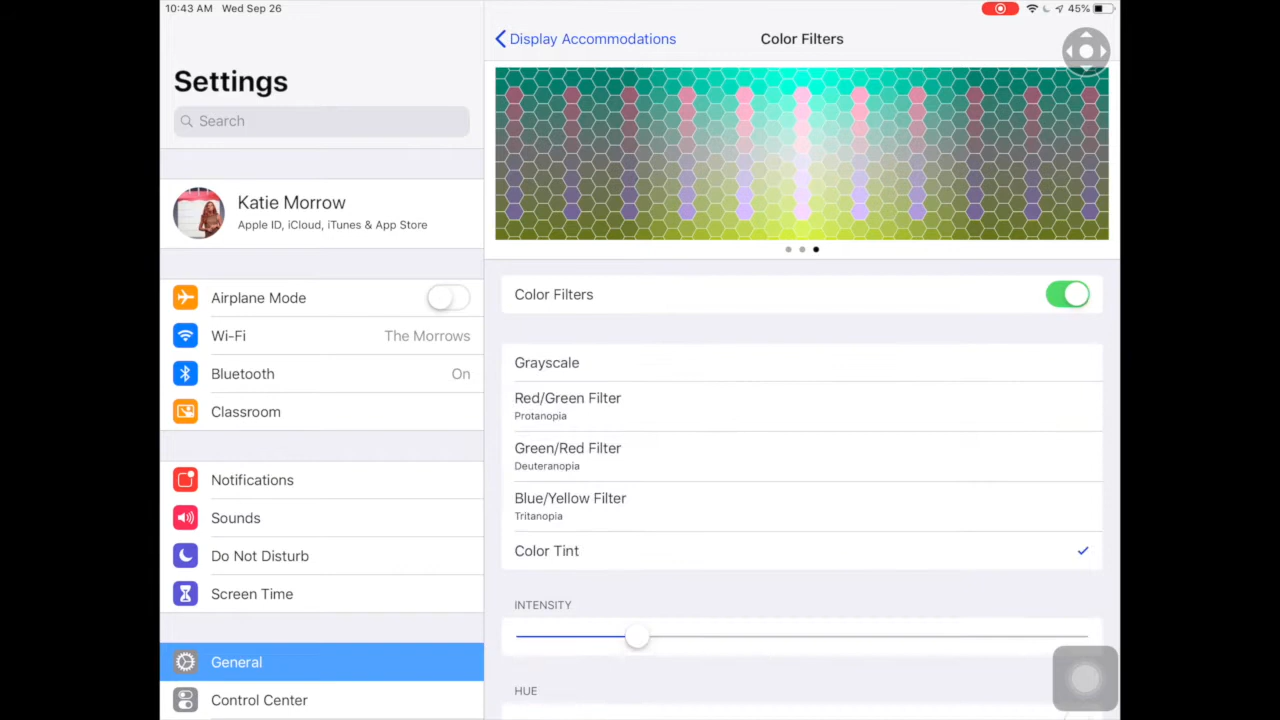 10:43 AM Wed Sep 26
45%
Settings
Search
Katie Morrow
Apple ID, iCloud, iTunes & App Store
Airplane Mode
Wi-Fi The Morrows
Bluetooth On
Classroom
Notifications
Sounds
Do Not Disturb
Screen Time
General
Control Center
Display Accommodations
Color Filters
Color Filters
Grayscale
Red/Green Filter
Protanopia
Green/Red Filter
Deuteranopia
Blue/Yellow Filter
Tritanopia
Color Tint
INTENSITY
HUE